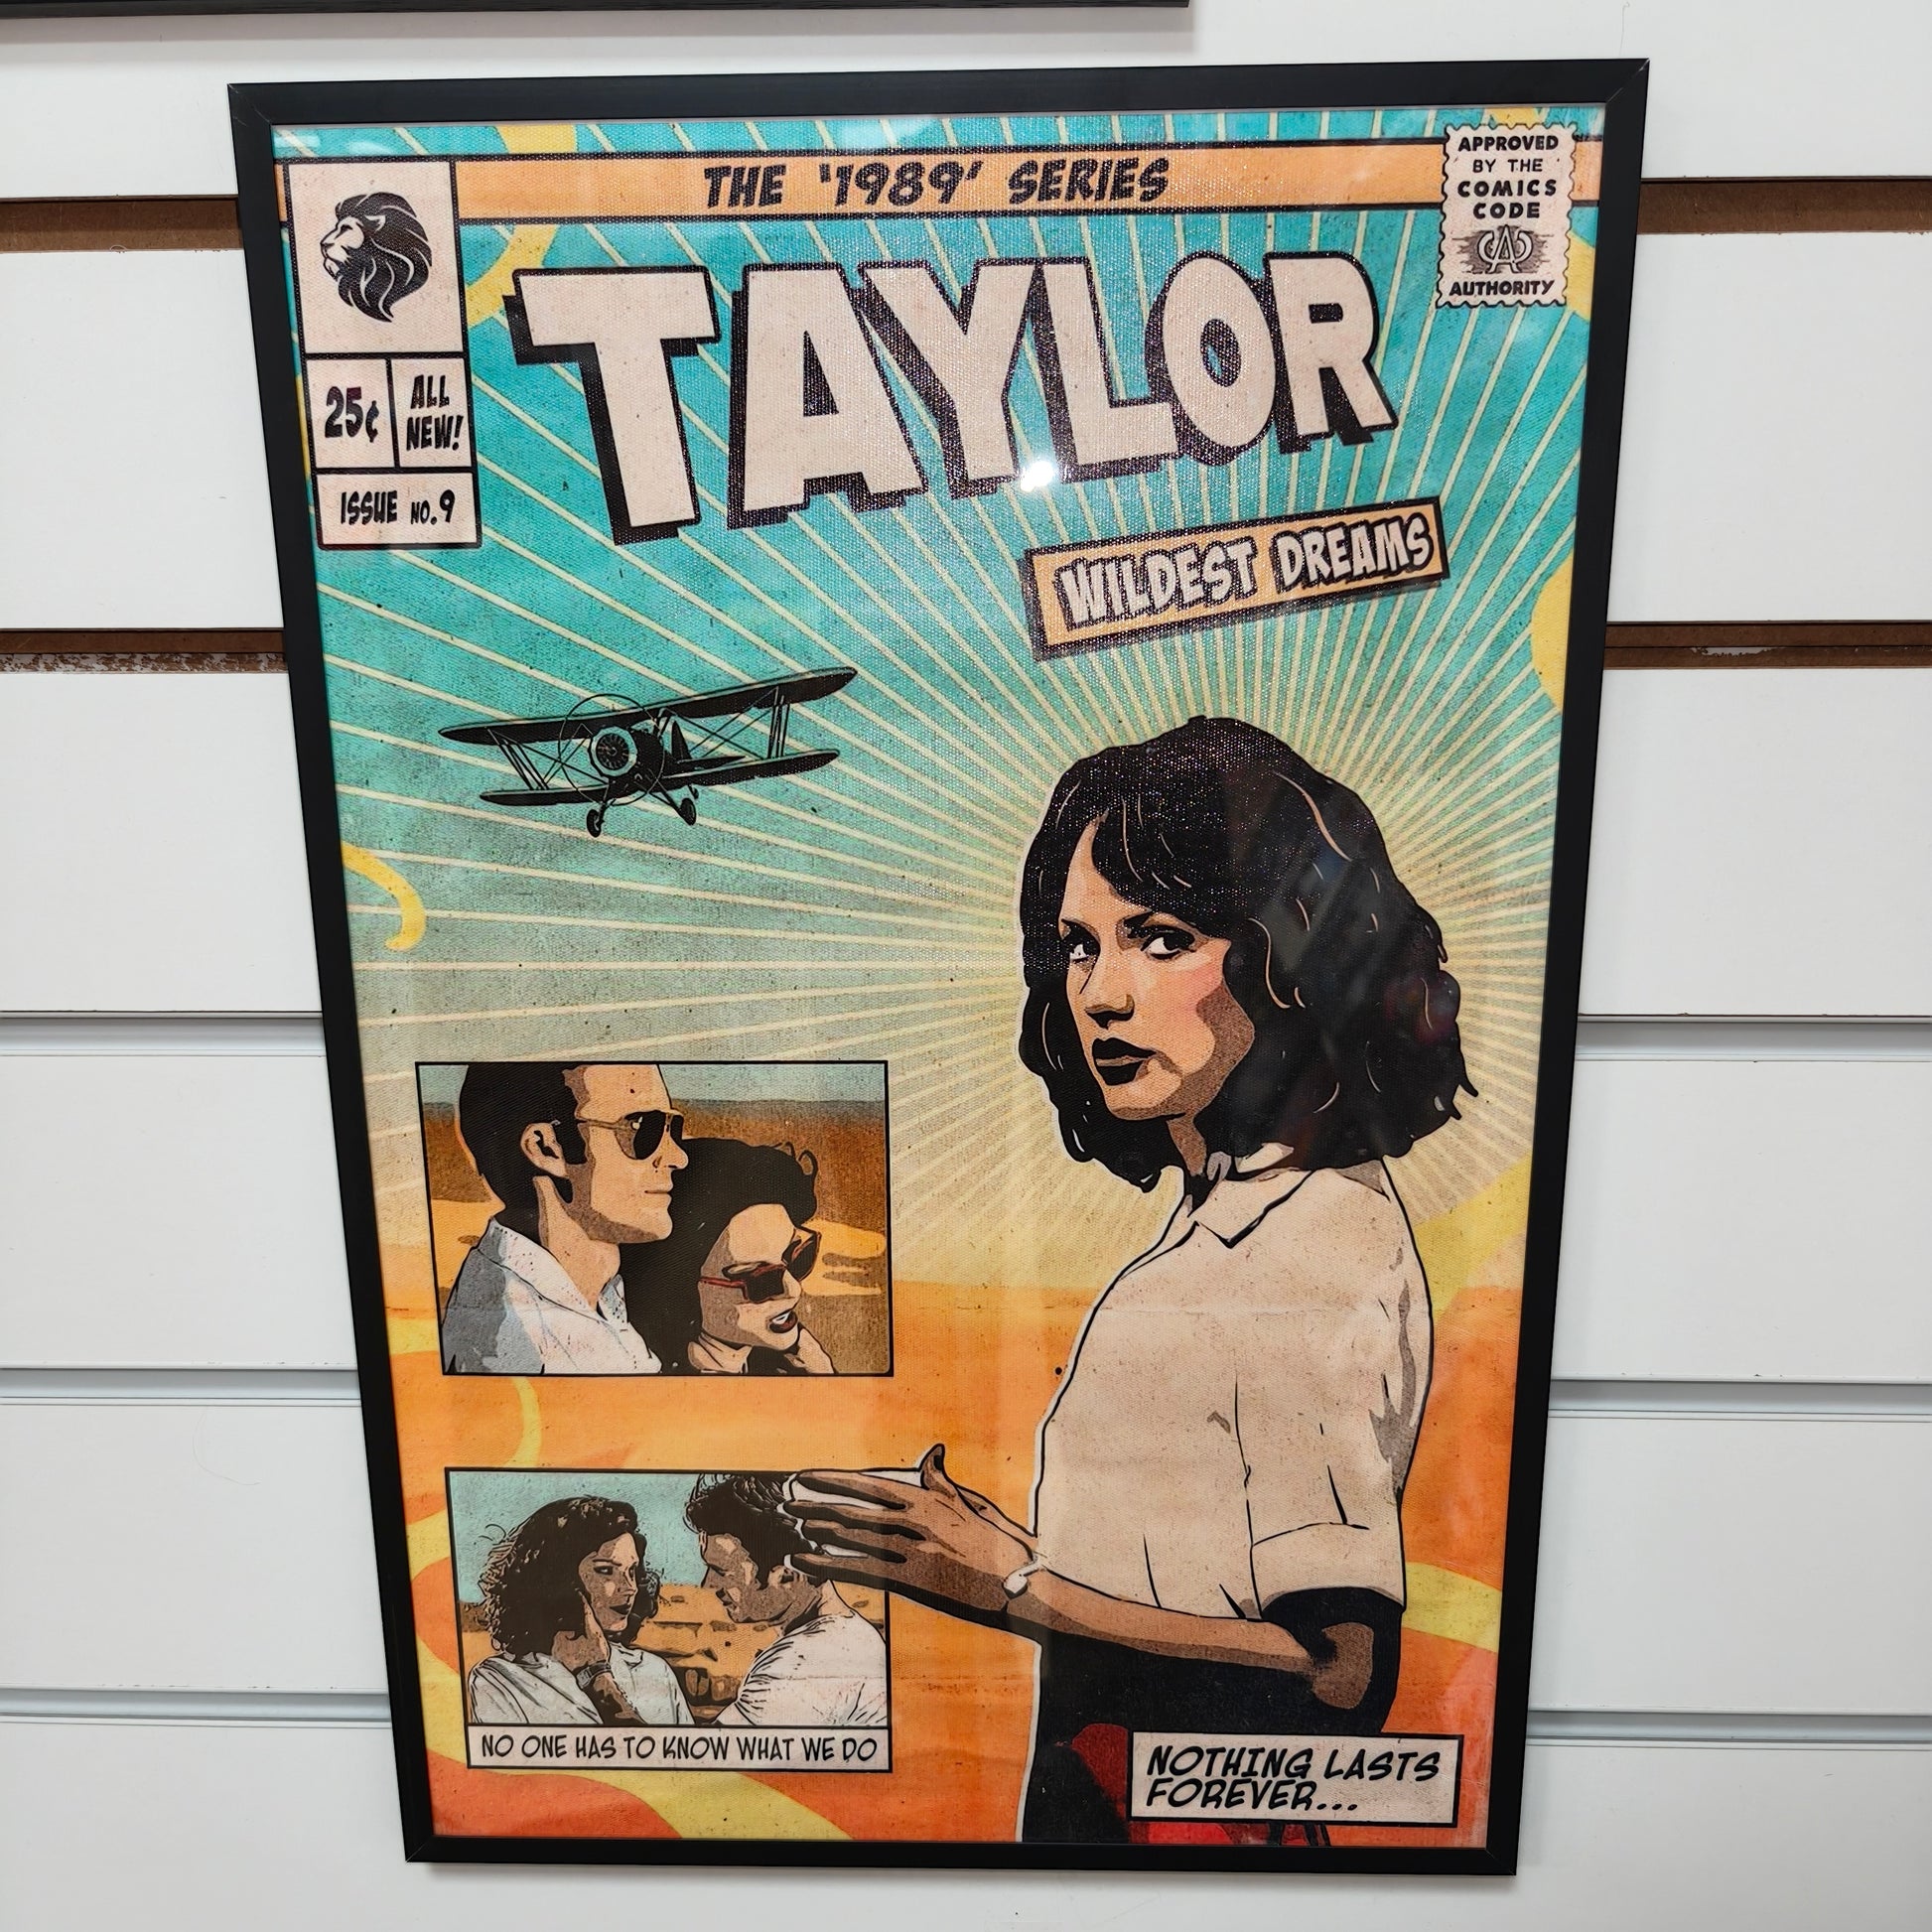 THE '1989' SERIES
APPROVED
BY THE
COMICS
CODE
CA
AUTHORITY
TAYLOR
25¢
ALL
NEW!
ISSUE NO.9
WILDEST DREAMS
NO ONE HAS TO KNOW WHAT WE DO
NOTHING LASTS
FOREVER...